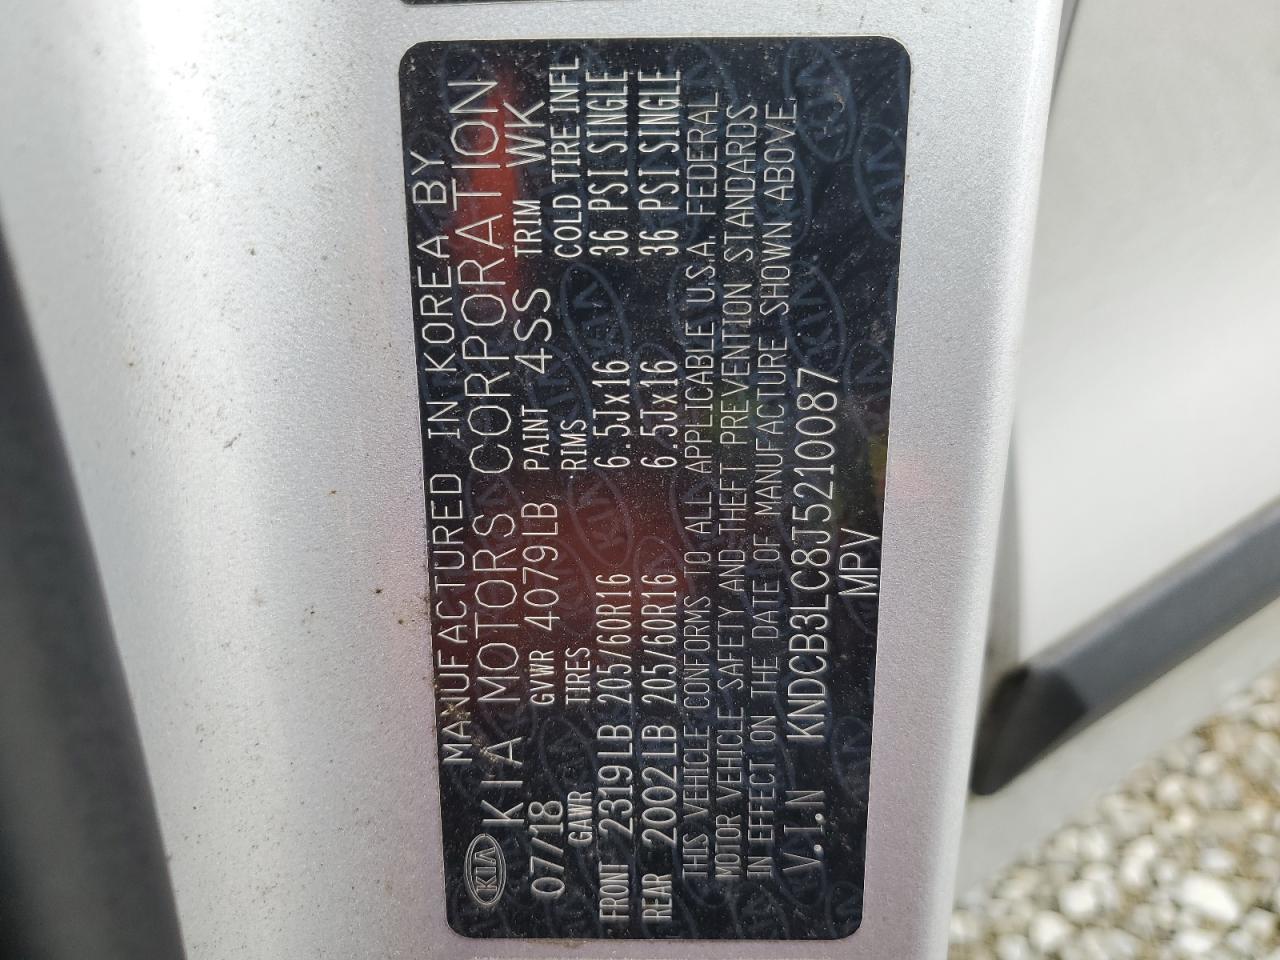 MANUFACTURED IN KOREA BY
KIA KIA MOTORS CORPORATION
07/18 GVWR 4079LB PAINT 4SS TRIM WK
GAWR TIRES RIMS COLD TIRE INFL
FRONT 2319LB 205/60R16 6.5Jx16 36 PSI SINGLE
REAR 2002LB 205/60R16 6.5Jx16 36 PSI SINGLE
THIS VEHICLE CONFORMS TO ALL APPLICABLE U.S.A. FEDERAL
MOTOR VEHICLE SAFETY AND THEFT PREVENTION STANDARDS
IN EFFECT ON THE DATE OF MANUFACTURE SHOWN ABOVE.
V.I.N KNDCB3LC8J5210087
MPV